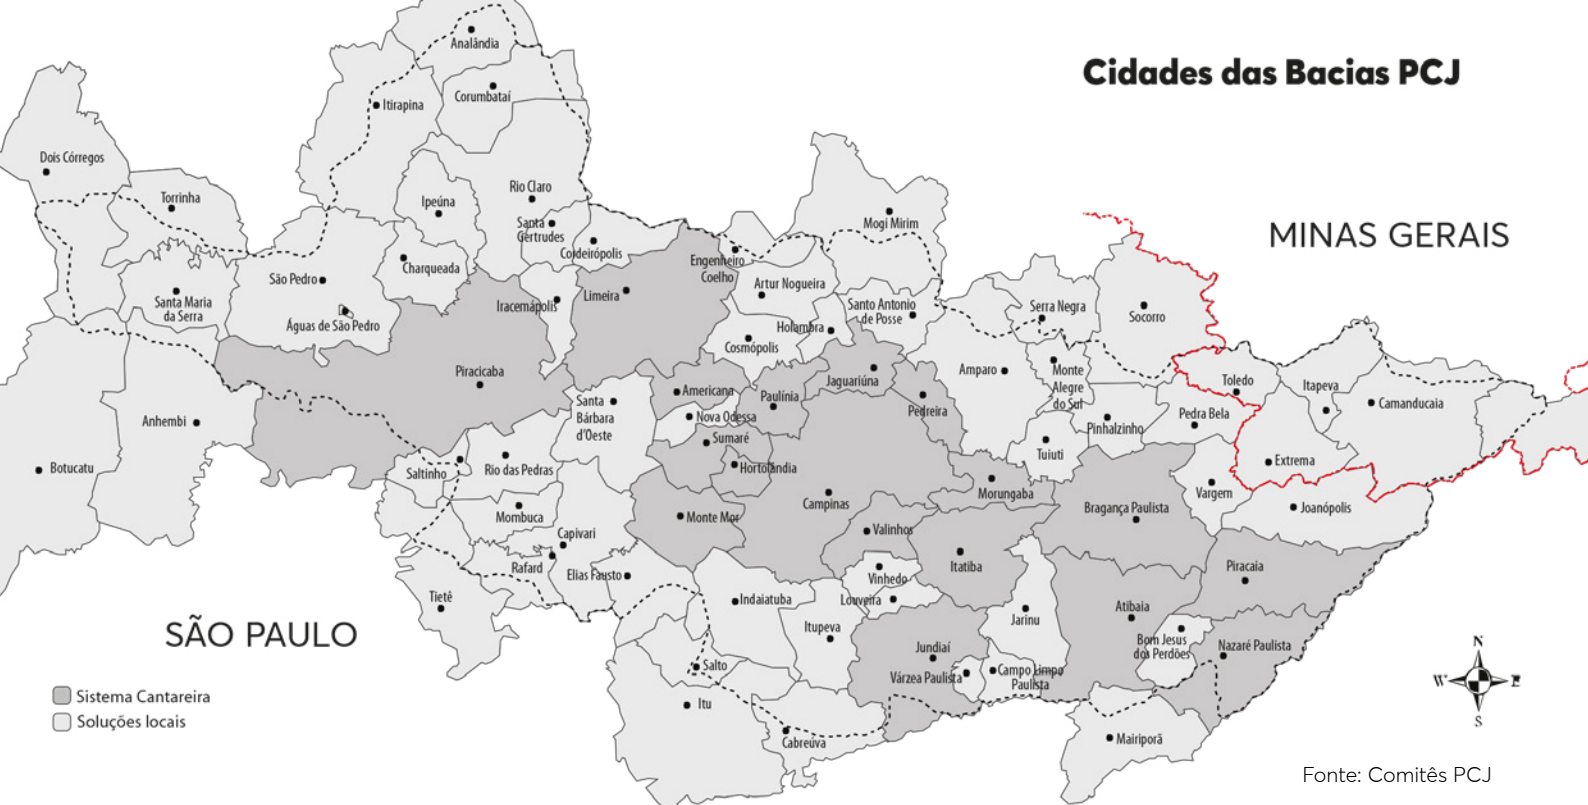 Cidades das Bacias PCJ
MINAS GERAIS
SÃO PAULO
Analândia
Corumbataí
Itirapina
Dois Córregos
Torrinha
Ipeúna
Rio Claro
Santa
Gertrudes
Cordeirópolis
Mogi Mirim
Engenheiro
Coelho
Charqueada
São Pedro
Santa Maria
da Serra
Águas de São Pedro
Iracemápolis
Limeira
Artur Nogueira
Holambra
Santo Antonio
de Posse
Cosmópolis
Serra Negra
Socorro
Piracicaba
Americana
Paulínia
Jaguariúna
Pedreira
Amparo
Monte
Alegre
do Sul
Toledo
Itapeva
Camanducaia
Anhembi
Santa
Bárbara
d'Oeste
Nova Odessa
Sumaré
Hortolândia
Pinhalzinho
Pedra Bela
Tuiuti
Extrema
Botucatu
Saltinho
Rio das Pedras
Campinas
Morungaba
Vargem
Joanópolis
Bragança Paulista
Mombuca
Monte Mor
Valinhos
Capivari
Rafard
Elias Fausto
Itatiba
Piracaia
Vinhedo
Louveira
Tietê
Indaiatuba
Itupeva
Jarinu
Atibaia
Bom Jesus
dos Perdões
Nazaré Paulista
Jundiaí
Várzea Paulista
Campo Limpo
Paulista
Salto
Itu
Cabreúva
Mairiporã
Sistema Cantareira
Soluções locais
N
W
E
S
Fonte: Comitês PCJ